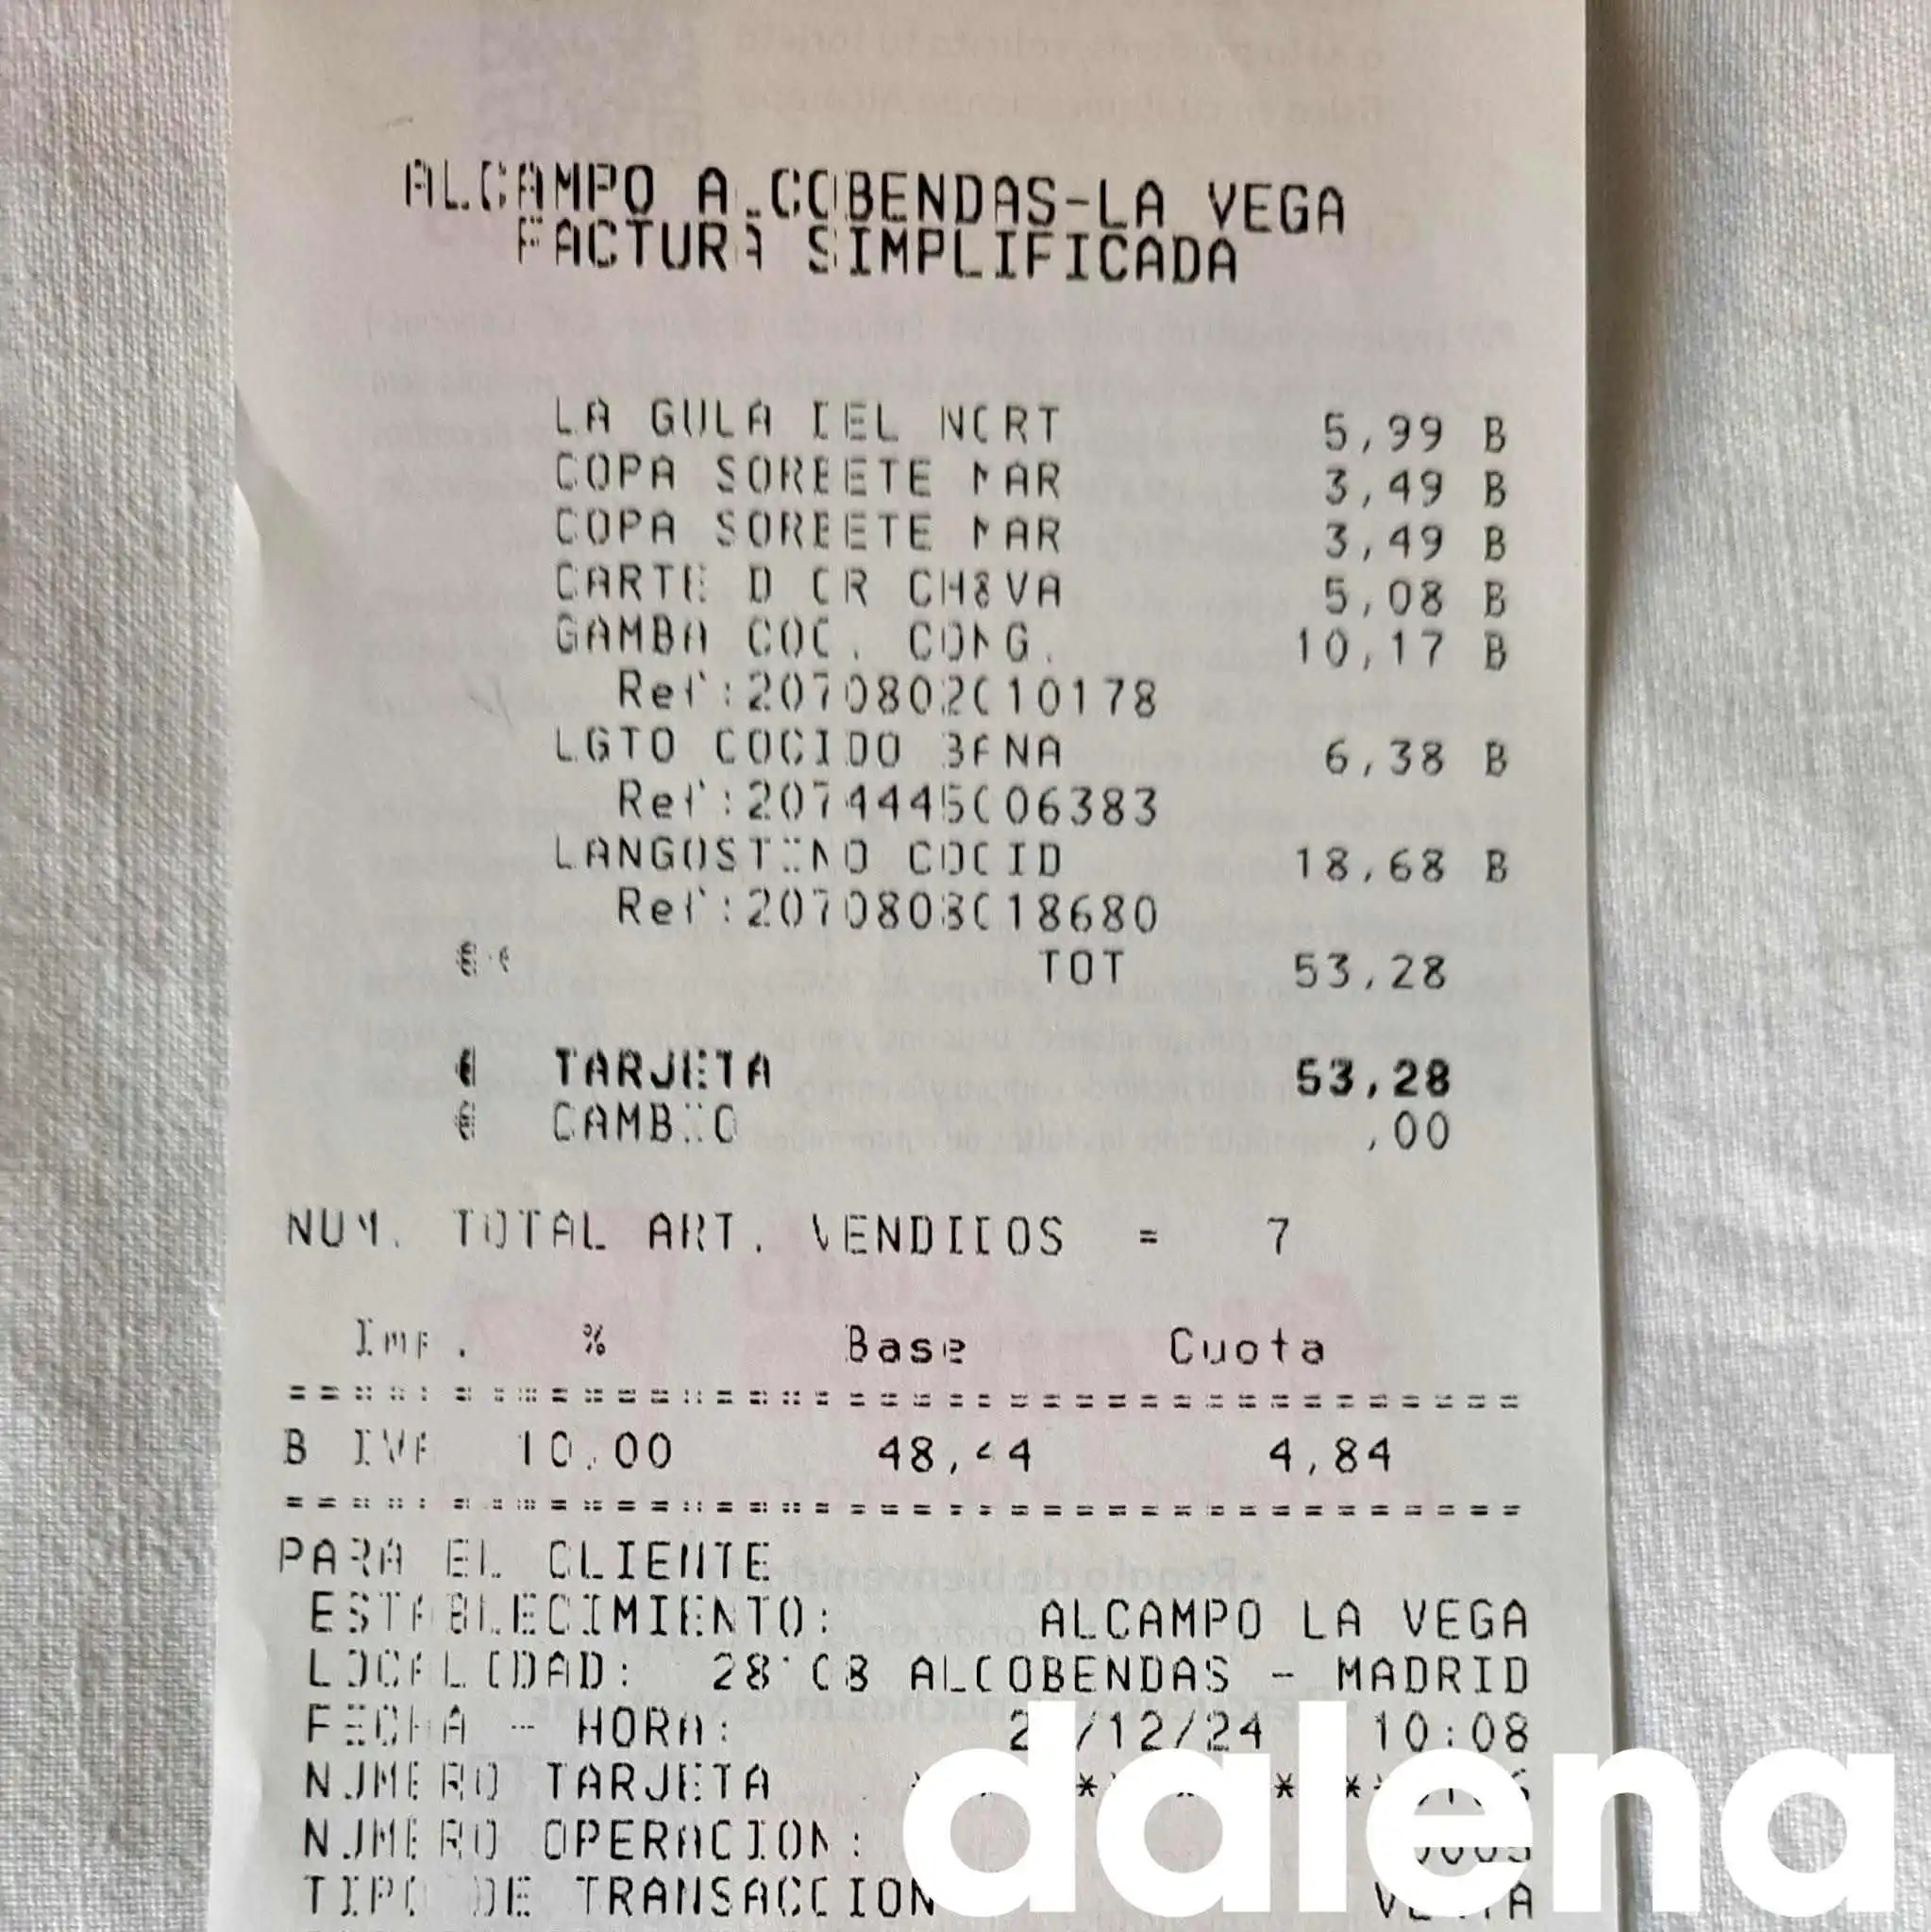 ALCAMPO ALCOBENDAS-LA VEGA
FACTURA SIMPLIFICADA
LA GULA DEL NORT 5,99 B
COPA SORBETE MAR 3,49 B
COPA SORBETE MAR 3,49 B
CARTE D OR CH&VA 5,08 B
GAMBA COC. CONG. 10,17 B
Ref:2070802010178
LGTO COCIDO BANA 6,38 B
Ref:2074445006383
LANGOSTINO COCID 18,68 B
Ref:2070803018680
TOT 53,28
€ TARJETA 53,28
€ CAMBIO ,00
NUM. TOTAL ART. VENDIDOS = 7
Imp. % Base Cuota
B IVA 10,00 48,44 4,84
PARA EL CLIENTE
ESTABLECIMIENTO: ALCAMPO LA VEGA
LOCALIDAD: 28108 ALCOBENDAS - MADRID
FECHA - HORA: /12/24 10:08
NUMERO TARJETA
NUMERO OPERACION:
TIPO DE TRANSACCION VENTA
dalena